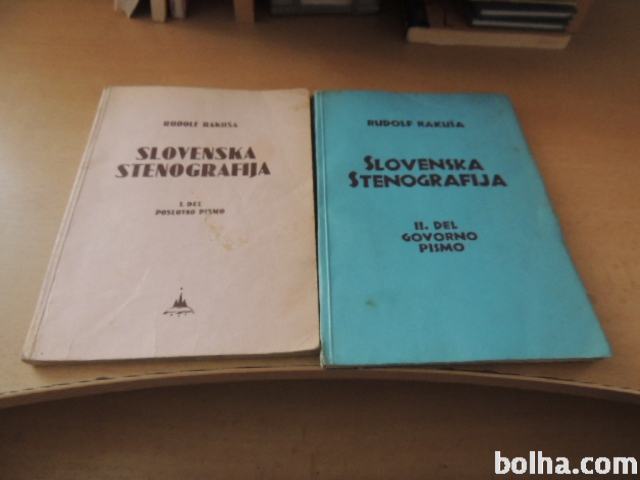 RUDOLF RAKUŠA
SLOVENSKA
STENOGRAFIJA
I. DEL
POSLOVNO PISMO
RUDOLF RAKUŠA
SLOVENSKA
STENOGRAFIJA
II. DEL
GOVORNO
PISMO
bolha.com